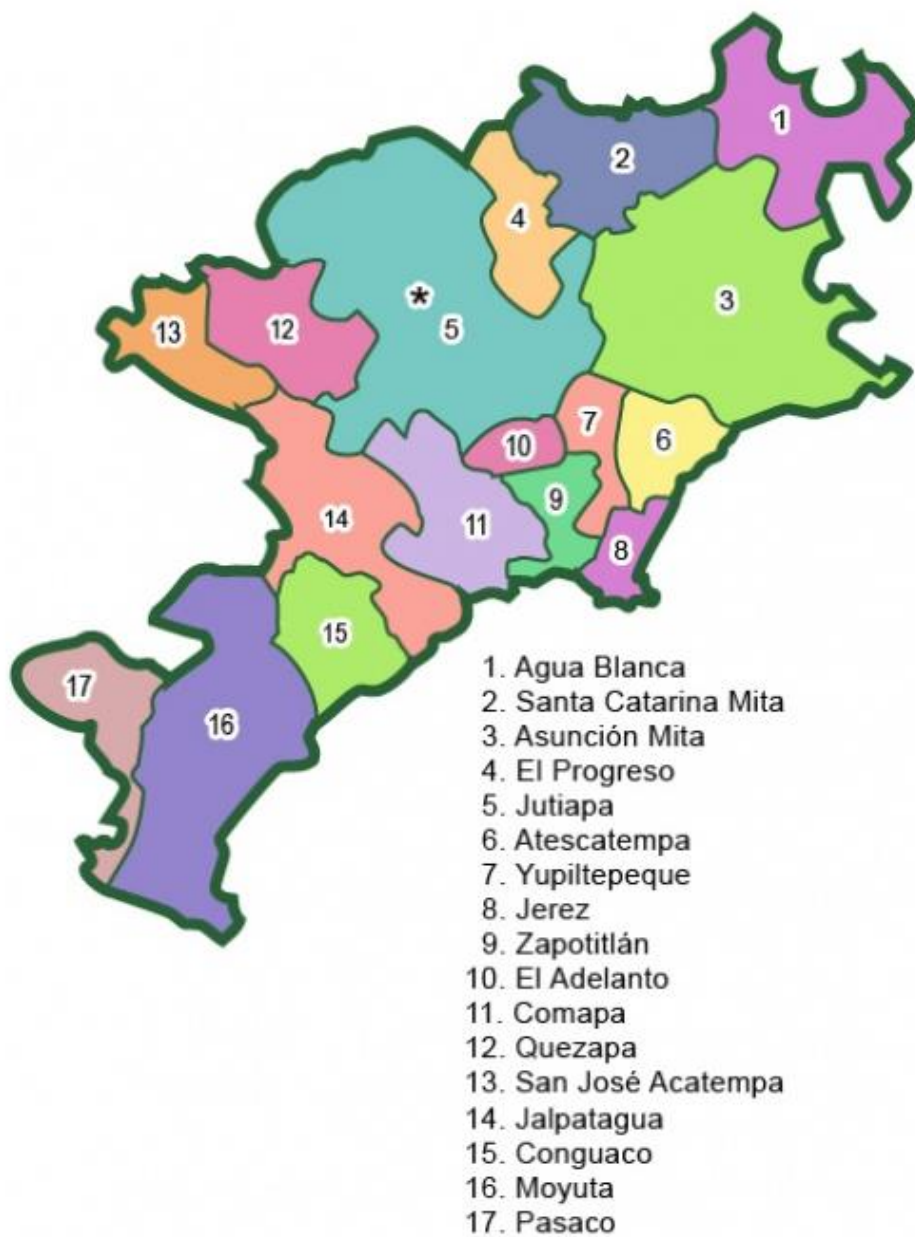 1
2
4
3
*
5
12
13
7
6
10
9
11
14
8
15
17
16
1. Agua Blanca
2. Santa Catarina Mita
3. Asunción Mita
4. El Progreso
5. Jutiapa
6. Atescatempa
7. Yupiltepeque
8. Jerez
9. Zapotitlán
10. El Adelanto
11. Comapa
12. Quezapa
13. San José Acatempa
14. Jalpatagua
15. Conguaco
16. Moyuta
17. Pasaco